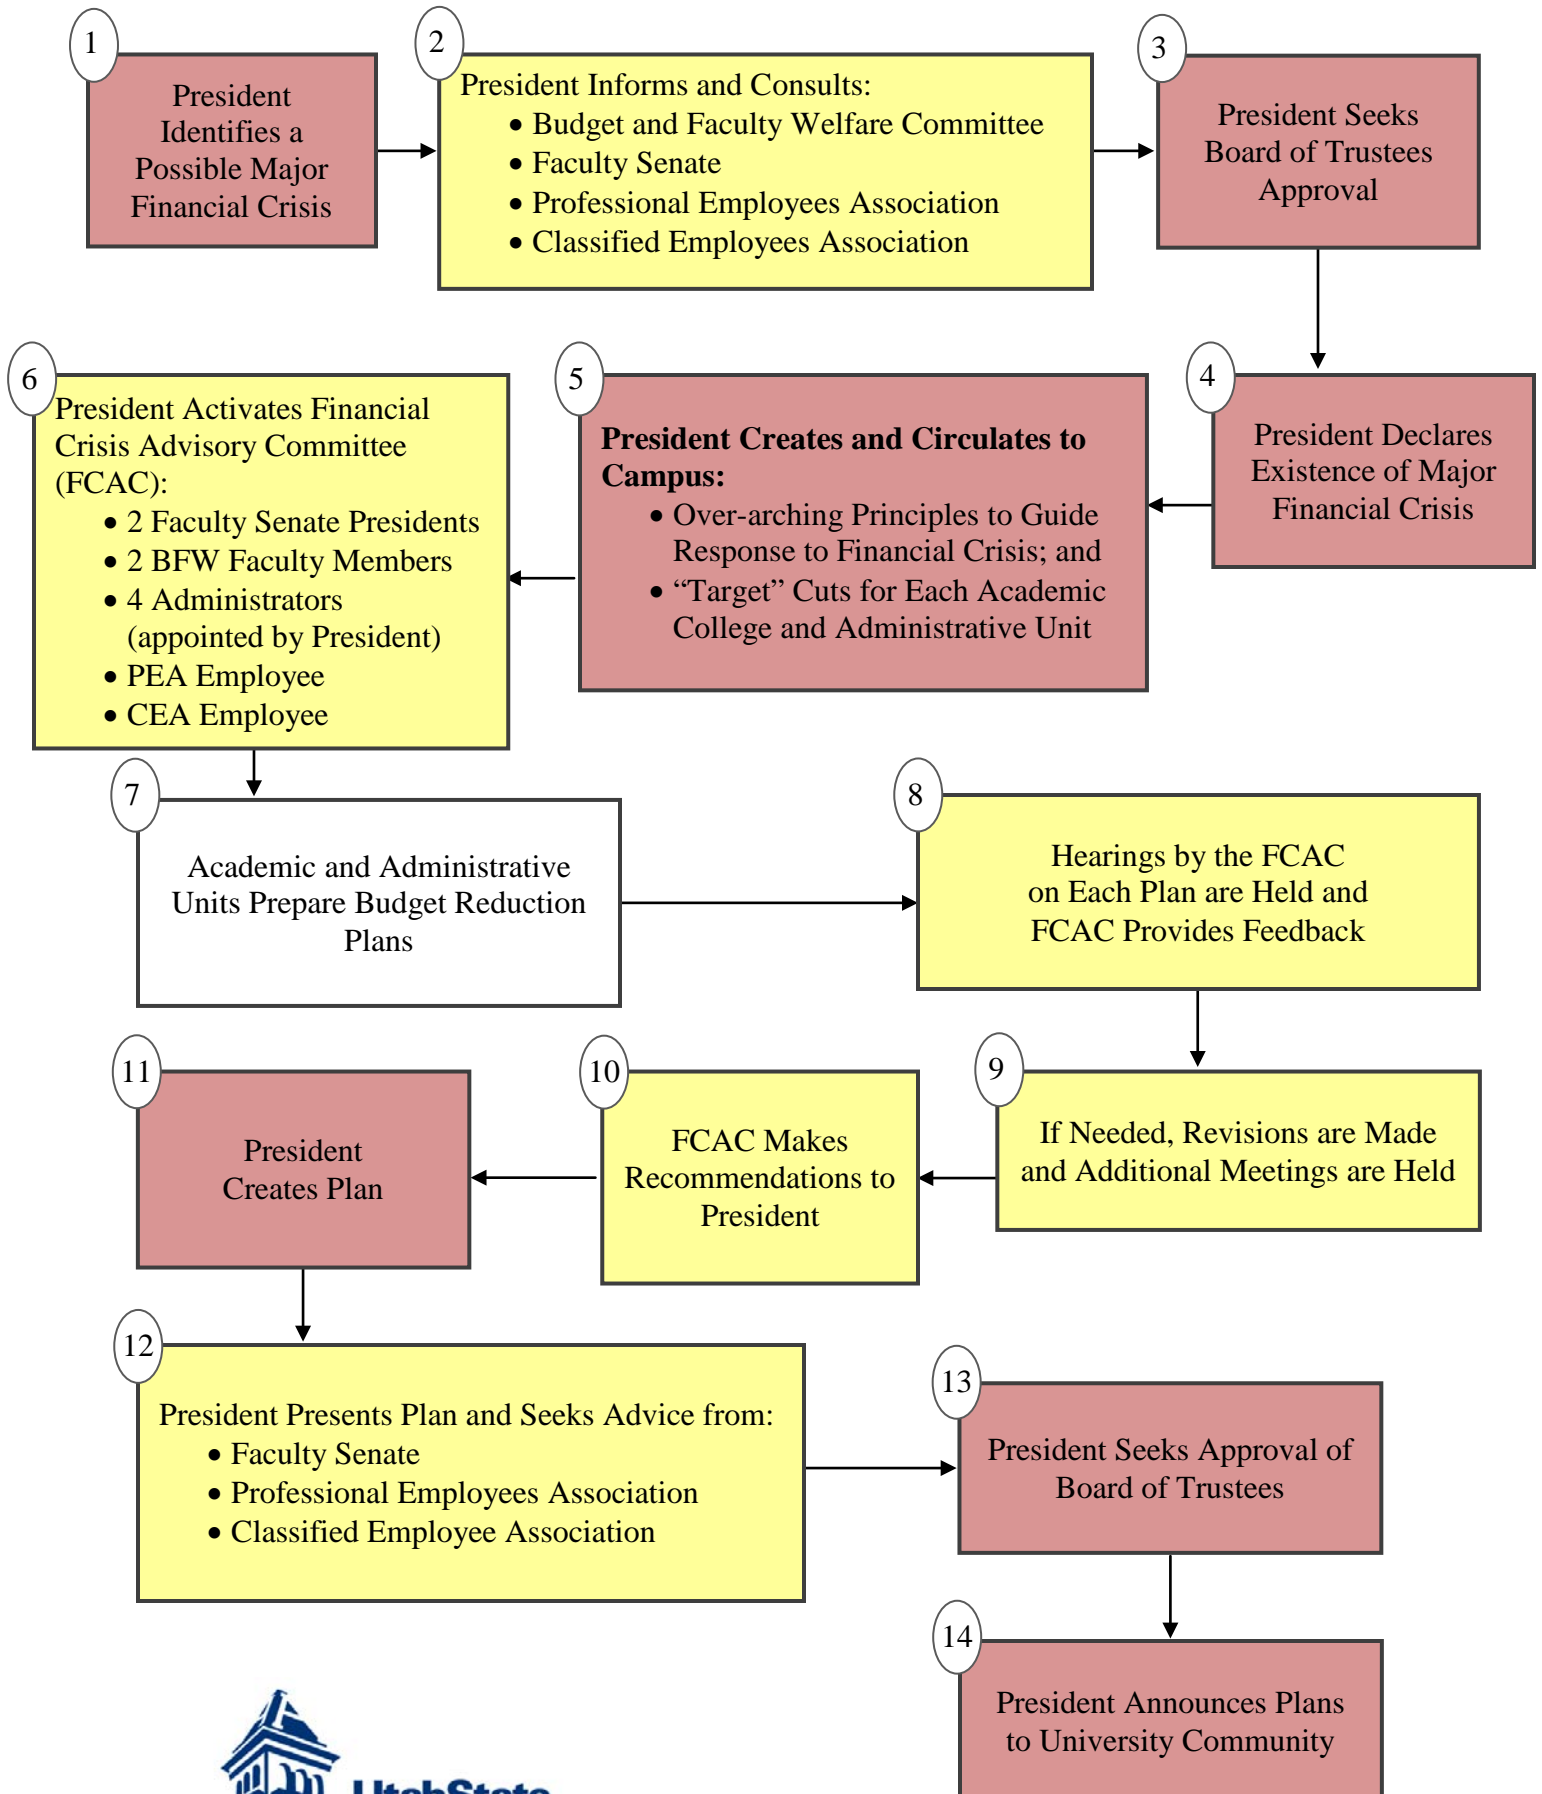 1
President
Identifies a
Possible Major
Financial Crisis
2
President Informs and Consults:
• Budget and Faculty Welfare Committee
• Faculty Senate
• Professional Employees Association
• Classified Employees Association
3
President Seeks
Board of Trustees
Approval
4
President Declares
Existence of Major
Financial Crisis
5
President Creates and Circulates to
Campus:
• Over-arching Principles to Guide
Response to Financial Crisis; and
• “Target” Cuts for Each Academic
College and Administrative Unit
6
President Activates Financial
Crisis Advisory Committee
(FCAC):
• 2 Faculty Senate Presidents
• 2 BFW Faculty Members
• 4 Administrators
(appointed by President)
• PEA Employee
• CEA Employee
7
Academic and Administrative
Units Prepare Budget Reduction
Plans
8
Hearings by the FCAC
on Each Plan are Held and
FCAC Provides Feedback
9
If Needed, Revisions are Made
and Additional Meetings are Held
10
FCAC Makes
Recommendations to
President
11
President
Creates Plan
12
President Presents Plan and Seeks Advice from:
• Faculty Senate
• Professional Employees Association
• Classified Employee Association
13
President Seeks Approval of
Board of Trustees
14
President Announces Plans
to University Community
UtahState